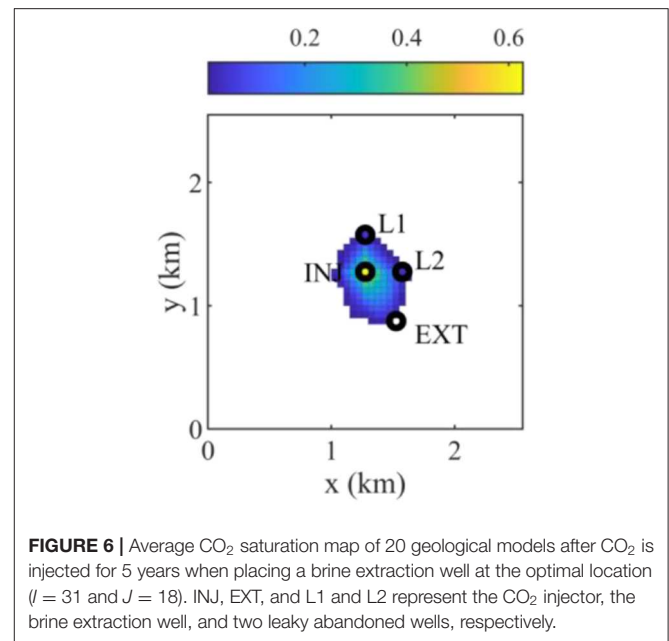 0.2 0.4 0.6
2
L1
INJ
L2
y (km)
1
EXT
0
0 1 2
x (km)
FIGURE 6 | Average CO₂ saturation map of 20 geological models after CO₂ is
injected for 5 years when placing a brine extraction well at the optimal location
(I = 31 and J = 18). INJ, EXT, and L1 and L2 represent the CO₂ injector, the
brine extraction well, and two leaky abandoned wells, respectively.